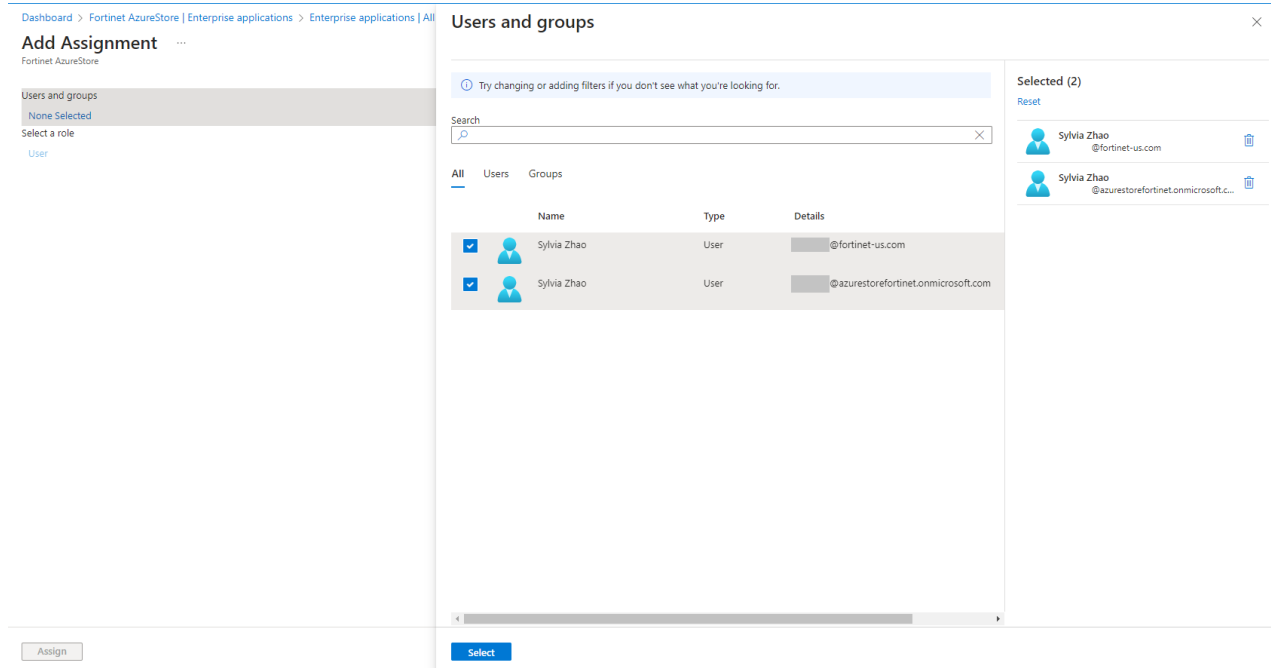 Dashboard > Fortinet AzureStore | Enterprise applications > Enterprise applications | All
Add Assignment ...
Fortinet AzureStore
Users and groups
None Selected
Select a role
User
Assign
Users and groups
Try changing or adding filters if you don't see what you're looking for.
Search
All Users Groups
Name Type Details
Sylvia Zhao User @fortinet-us.com
Sylvia Zhao User @azurestorefortinet.onmicrosoft.com
Select
Selected (2)
Reset
Sylvia Zhao
@fortinet-us.com
Sylvia Zhao
@azurestorefortinet.onmicrosoft.c...